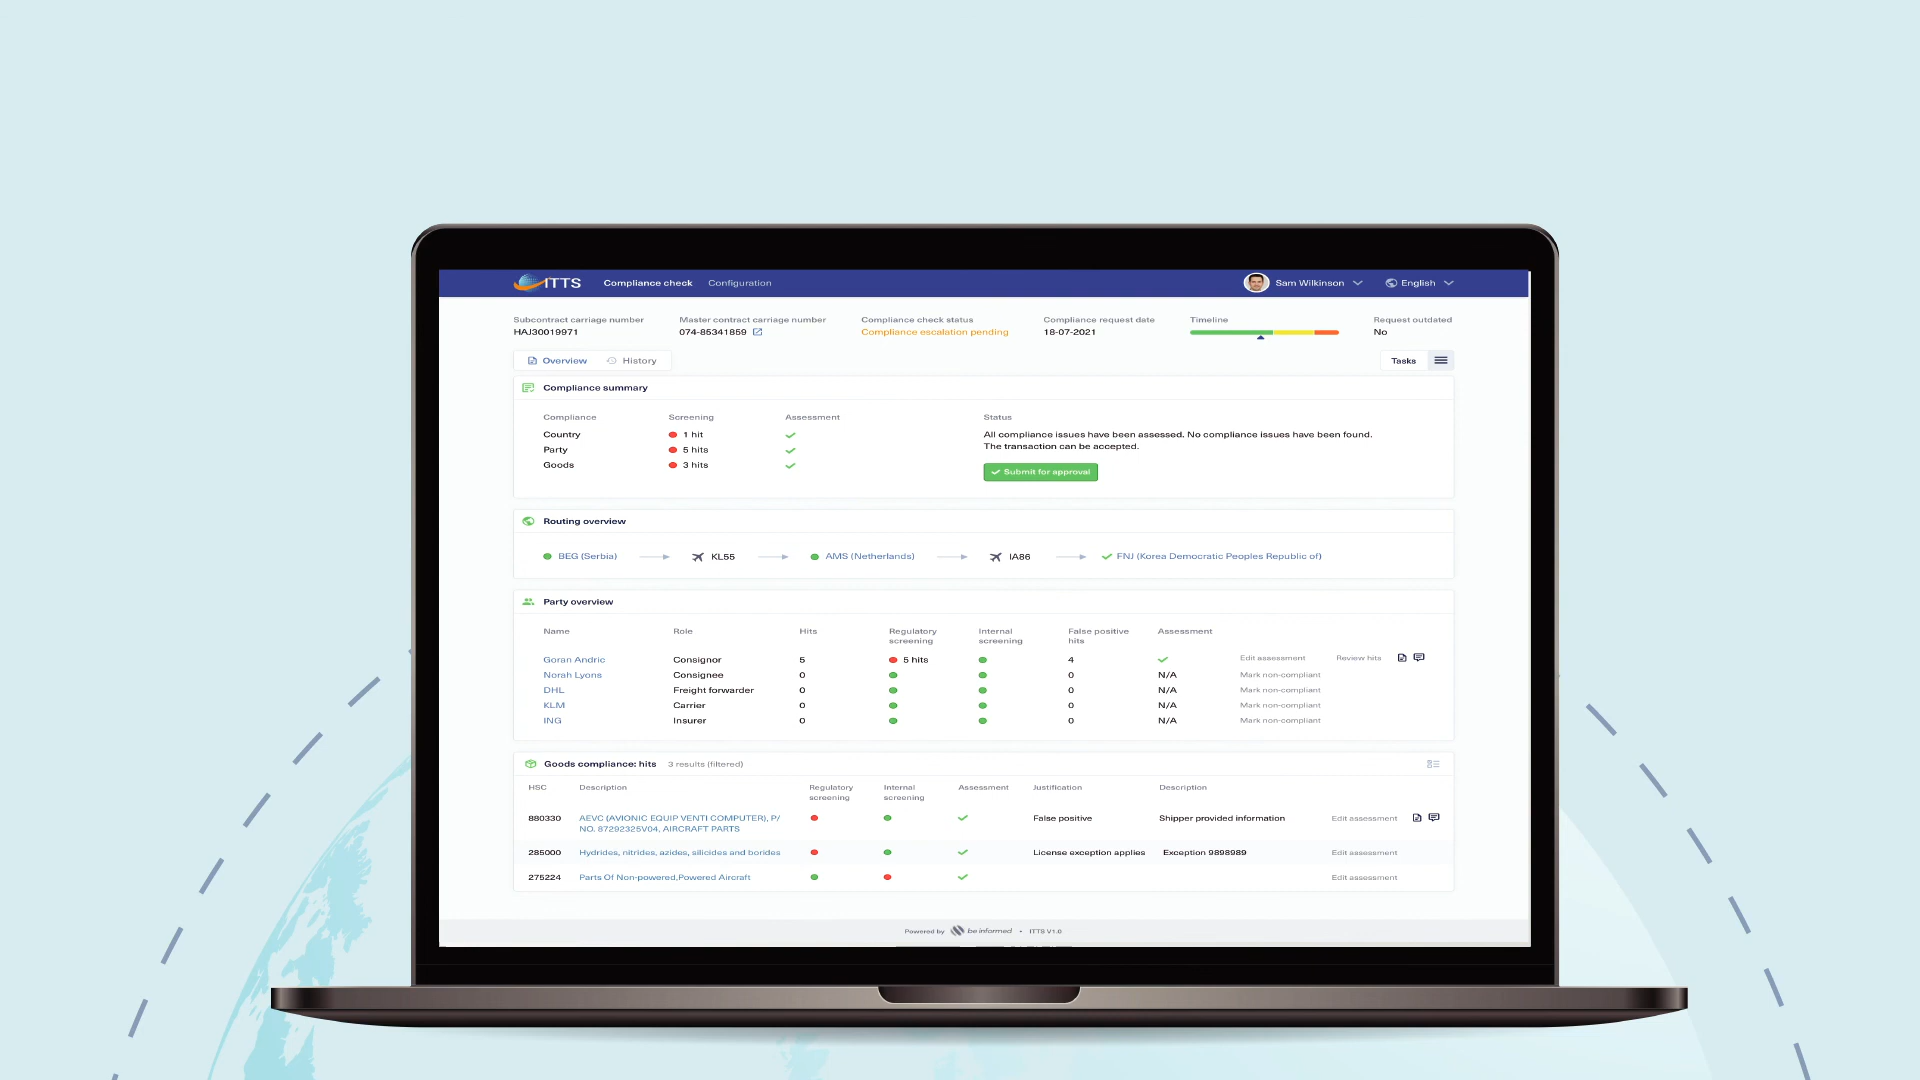 ITTS Compliance check Configuration Sam Wilkinson English
Subcontract carriage number Master contract carriage number Compliance check status Compliance request date Timeline Request outdated
HAJ30019971 074-85341859 Compliance escalation pending 18-07-2021 No
Overview History Tasks
Compliance summary
Compliance Screening Assessment Status
Country 1 hit All compliance issues have been assessed. No compliance issues have been found.
The transaction can be accepted.
Party 5 hits
Goods 3 hits
Submit for approval
Routing overview
BEG (Serbia) KL55 AMS (Netherlands) IA86 FNJ (Korea Democratic Peoples Republic of)
Party overview
Name Role Hits Regulatory screening Internal screening False positive hits Assessment
Goran Andric Consignor 5 5 hits 4 Edit assessment Review hits
Norah Lyons Consignee 0 0 N/A Mark non-compliant
DHL Freight forwarder 0 0 N/A Mark non-compliant
KLM Carrier 0 0 N/A Mark non-compliant
ING Insurer 0 0 N/A Mark non-compliant
Goods compliance: hits 3 results (filtered)
HSC Description Regulatory screening Internal screening Assessment Justification Description
880330 AEVC (AVIONIC EQUIP VENTI COMPUTER), P/ False positive Shipper provided information Edit assessment
NO. 87292325V04, AIRCRAFT PARTS
285000 Hydrides, nitrides, azides, silicides and borides License exception applies Exception 9898989 Edit assessment
275224 Parts Of Non-powered,Powered Aircraft Edit assessment
Powered by be informed • ITTS V1.0